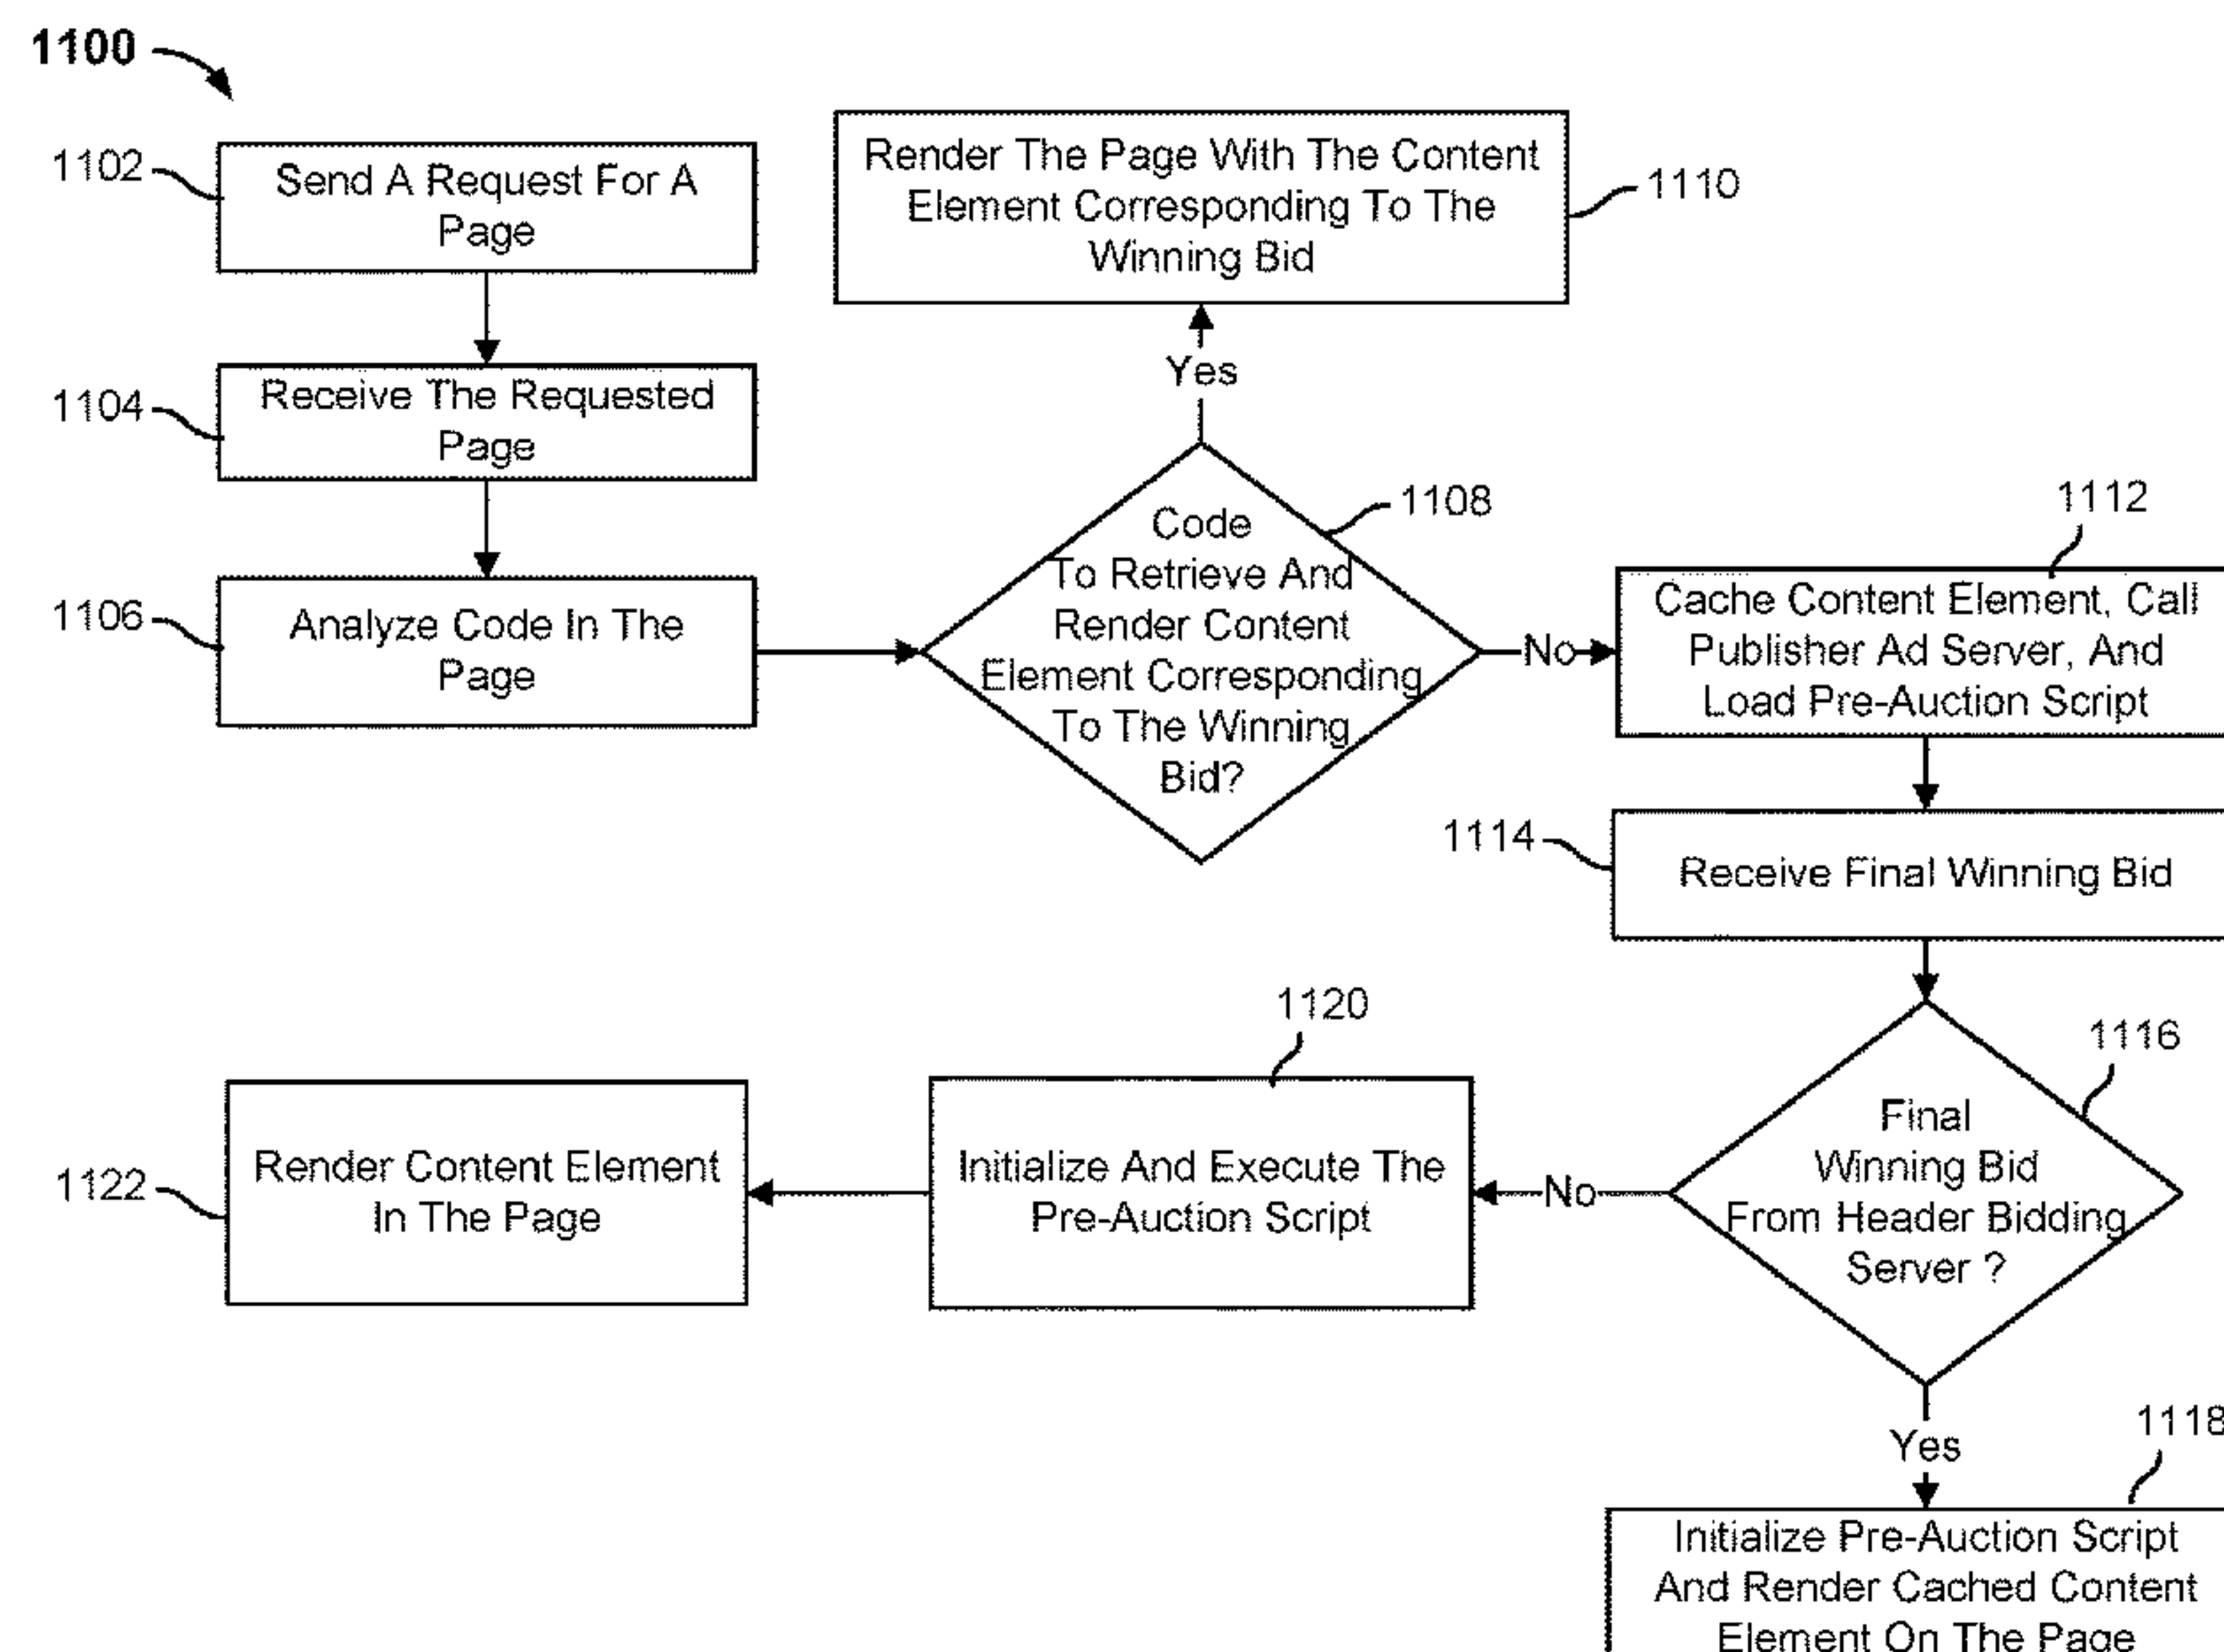 1100
1102
Send A Request For A
Page
1104
Receive The Requested
Page
1106
Analyze Code In The
Page
1108
Code
To Retrieve And
Render Content
Element Corresponding
To The Winning
Bid?
Yes
1110
Render The Page With The Content
Element Corresponding To The
Winning Bid
No
1112
Cache Content Element, Call
Publisher Ad Server, And
Load Pre-Auction Script
1114
Receive Final Winning Bid
1116
Final
Winning Bid
From Header Bidding
Server ?
No
1120
Initialize And Execute The
Pre-Auction Script
1122
Render Content Element
In The Page
Yes
1118
Initialize Pre-Auction Script
And Render Cached Content
Element On The Page